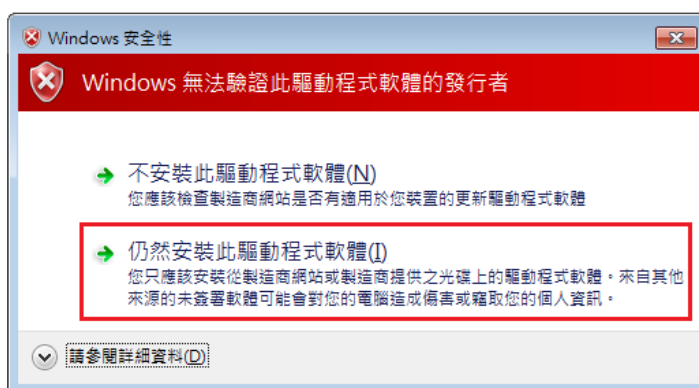 Windows 安全性
Windows 無法驗證此驅動程式軟體的發行者
不安裝此驅動程式軟體(N)
您應該檢查製造商網站是否有適用於您裝置的更新驅動程式軟體
仍然安裝此驅動程式軟體(I)
您只應該安裝從製造商網站或製造商提供之光碟上的驅動程式軟體。來自其他
來源的未簽署軟體可能會對您的電腦造成傷害或竊取您的個人資訊。
請參閱詳細資料(D)